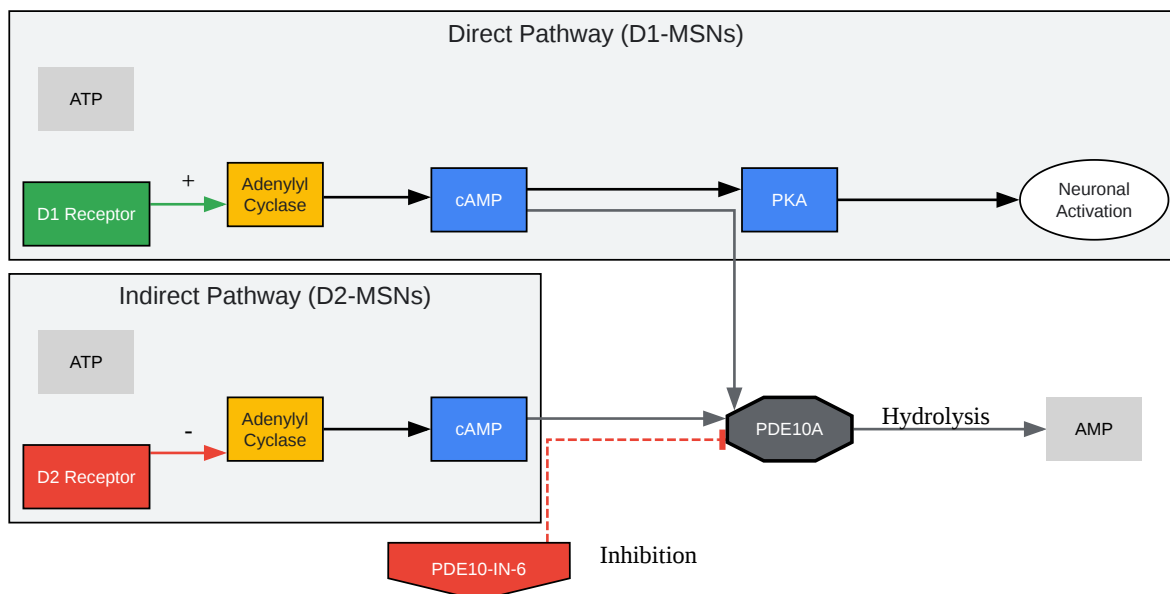 Direct Pathway (D1-MSNs)
ATP
+
D1 Receptor
Adenylyl
Cyclase
cAMP
PKA
Neuronal
Activation
Indirect Pathway (D2-MSNs)
ATP
-
D2 Receptor
Adenylyl
Cyclase
cAMP
PDE10A
Hydrolysis
AMP
PDE10-IN-6
Inhibition